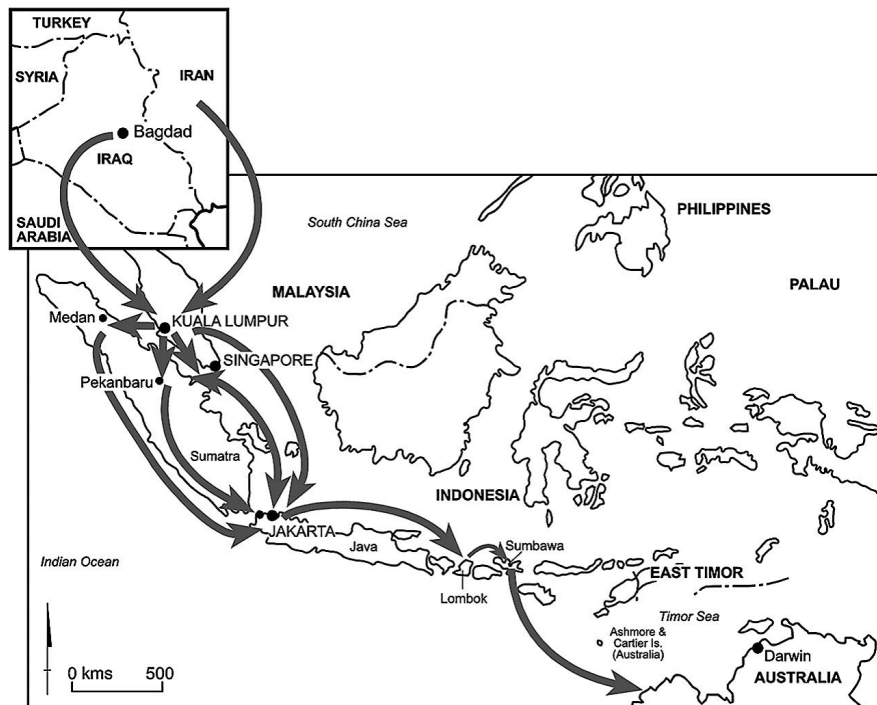 TURKEY
SYRIA
IRAN
Bagdad
IRAQ
SAUDI
ARABIA
South China Sea
PHILIPPINES
MALAYSIA
PALAU
Medan
KUALA LUMPUR
SINGAPORE
Pekanbaru
Sumatra
INDONESIA
JAKARTA
Java
Sumbawa
Indian Ocean
Lombok
EAST TIMOR
Timor Sea
Ashmore &
Cartier Is.
(Australia)
Darwin
AUSTRALIA
0 kms 500